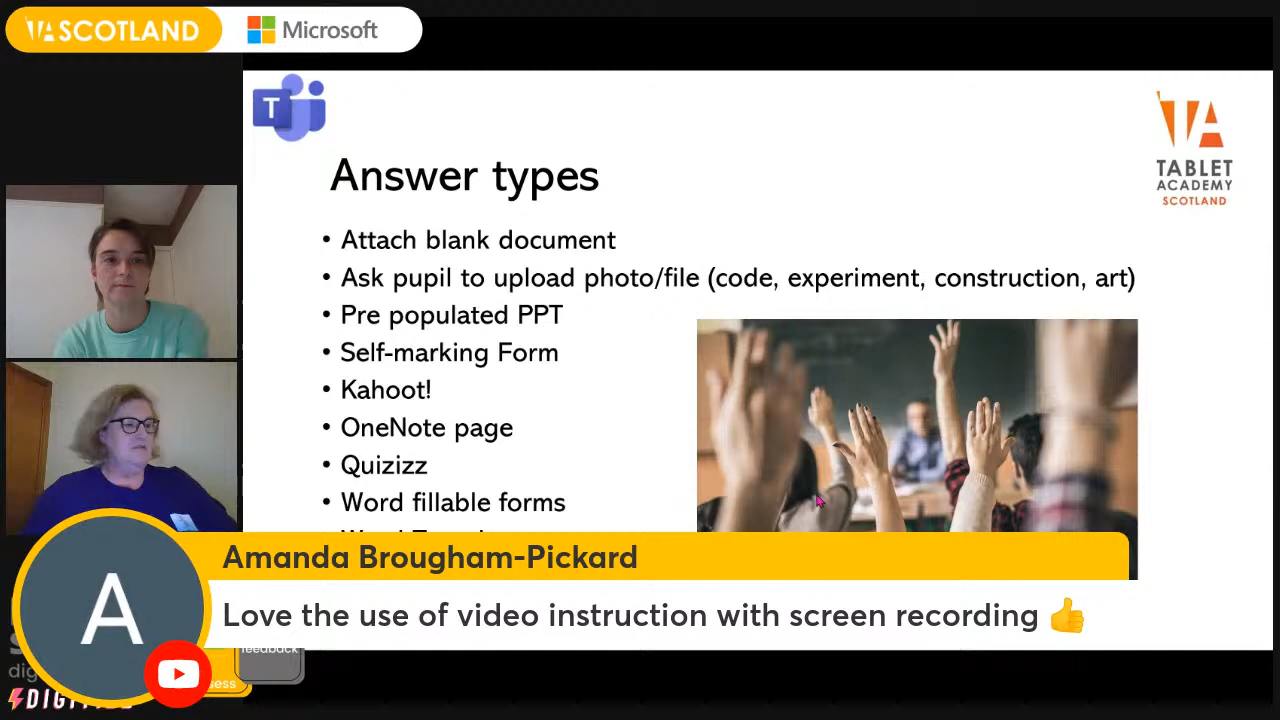 TASCOTLAND
Microsoft
T
TABLET
ACADEMY
SCOTLAND
Answer types
• Attach blank document
• Ask pupil to upload photo/file (code, experiment, construction, art)
• Pre populated PPT
• Self-marking Form
• Kahoot!
• OneNote page
• Quizizz
• Word fillable forms
Amanda Brougham-Pickard
A
Love the use of video instruction with screen recording 👍
feedback